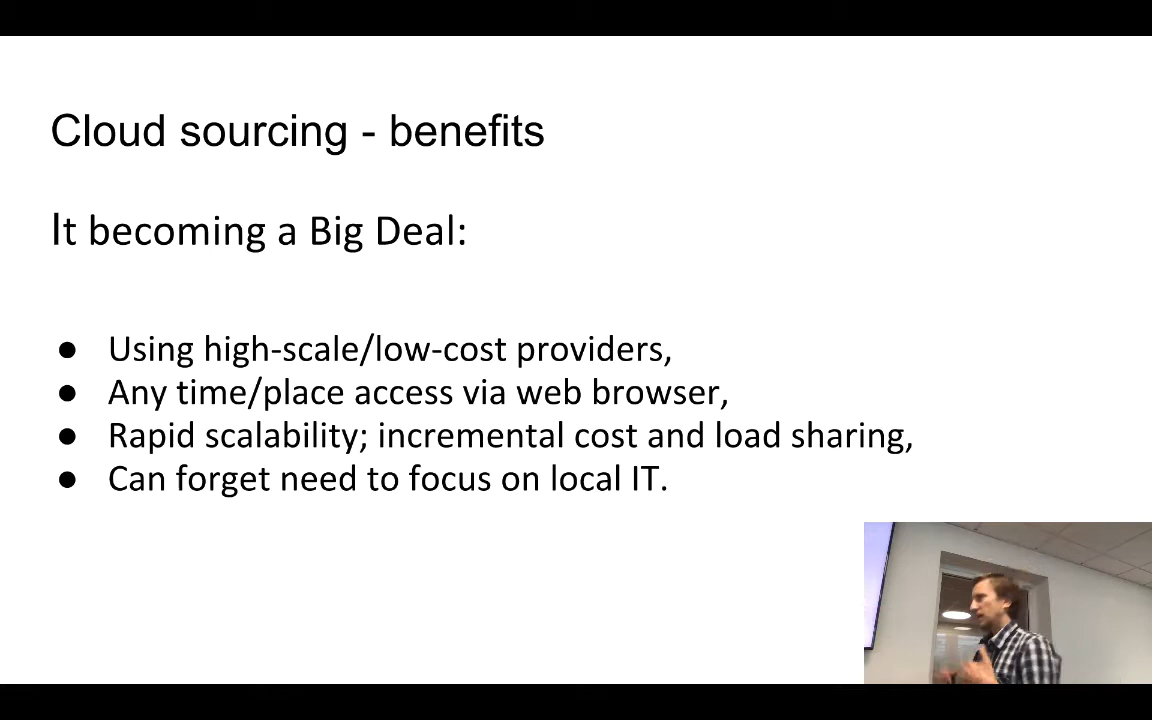 Cloud sourcing - benefits
It becoming a Big Deal:
● Using high-scale/low-cost providers,
● Any time/place access via web browser,
● Rapid scalability; incremental cost and load sharing,
● Can forget need to focus on local IT.